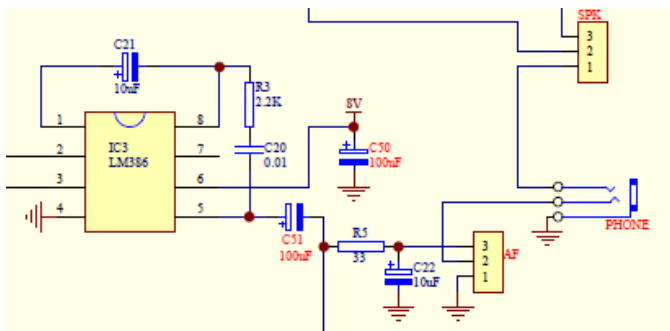 SPK
3
2
1
C21
10uF
R3
2.2K
1
8
IC3
LM386
2
7
3
6
4
5
C20
0.01
8V
C50
100uF
C51
100uF
R5
33
C22
10uF
3
2
1
AF
PHONE